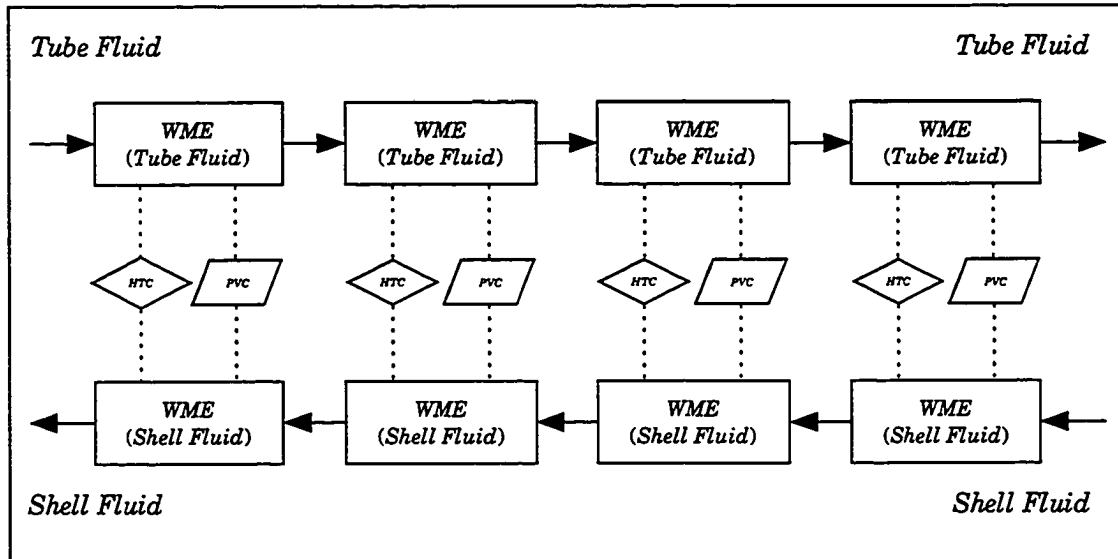 Tube Fluid
Tube Fluid
WME
(Tube Fluid)
WME
(Tube Fluid)
WME
(Tube Fluid)
WME
(Tube Fluid)
HTC
PVC
HTC
PVC
HTC
PVC
HTC
PVC
WME
(Shell Fluid)
WME
(Shell Fluid)
WME
(Shell Fluid)
WME
(Shell Fluid)
Shell Fluid
Shell Fluid